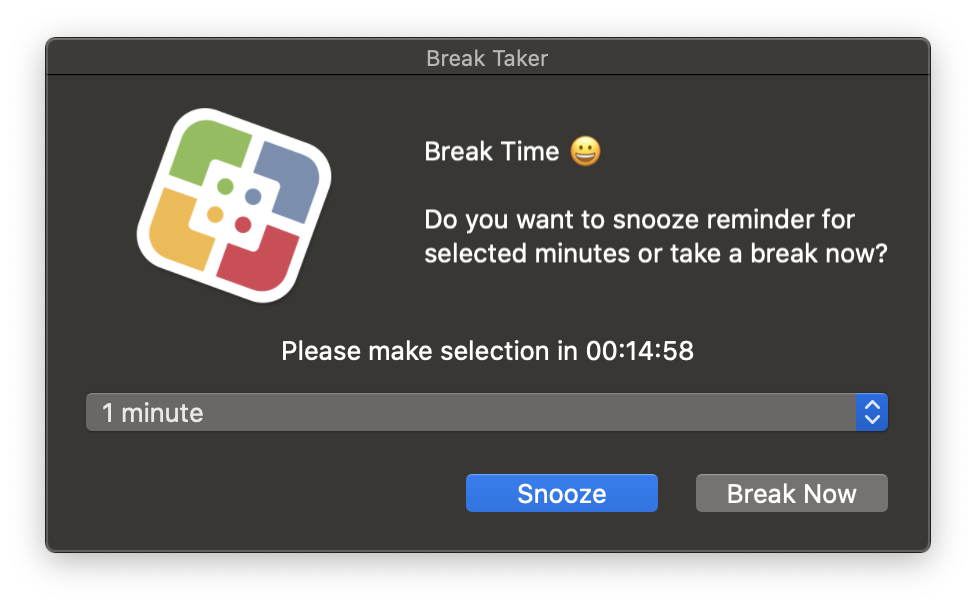 Break Taker
Break Time 😀
Do you want to snooze reminder for
selected minutes or take a break now?
Please make selection in 00:14:58
1 minute
Snooze
Break Now